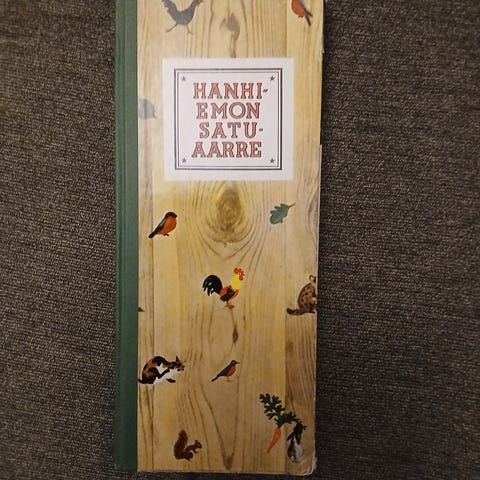 HANHI-
EMON
SATU-
AARRE